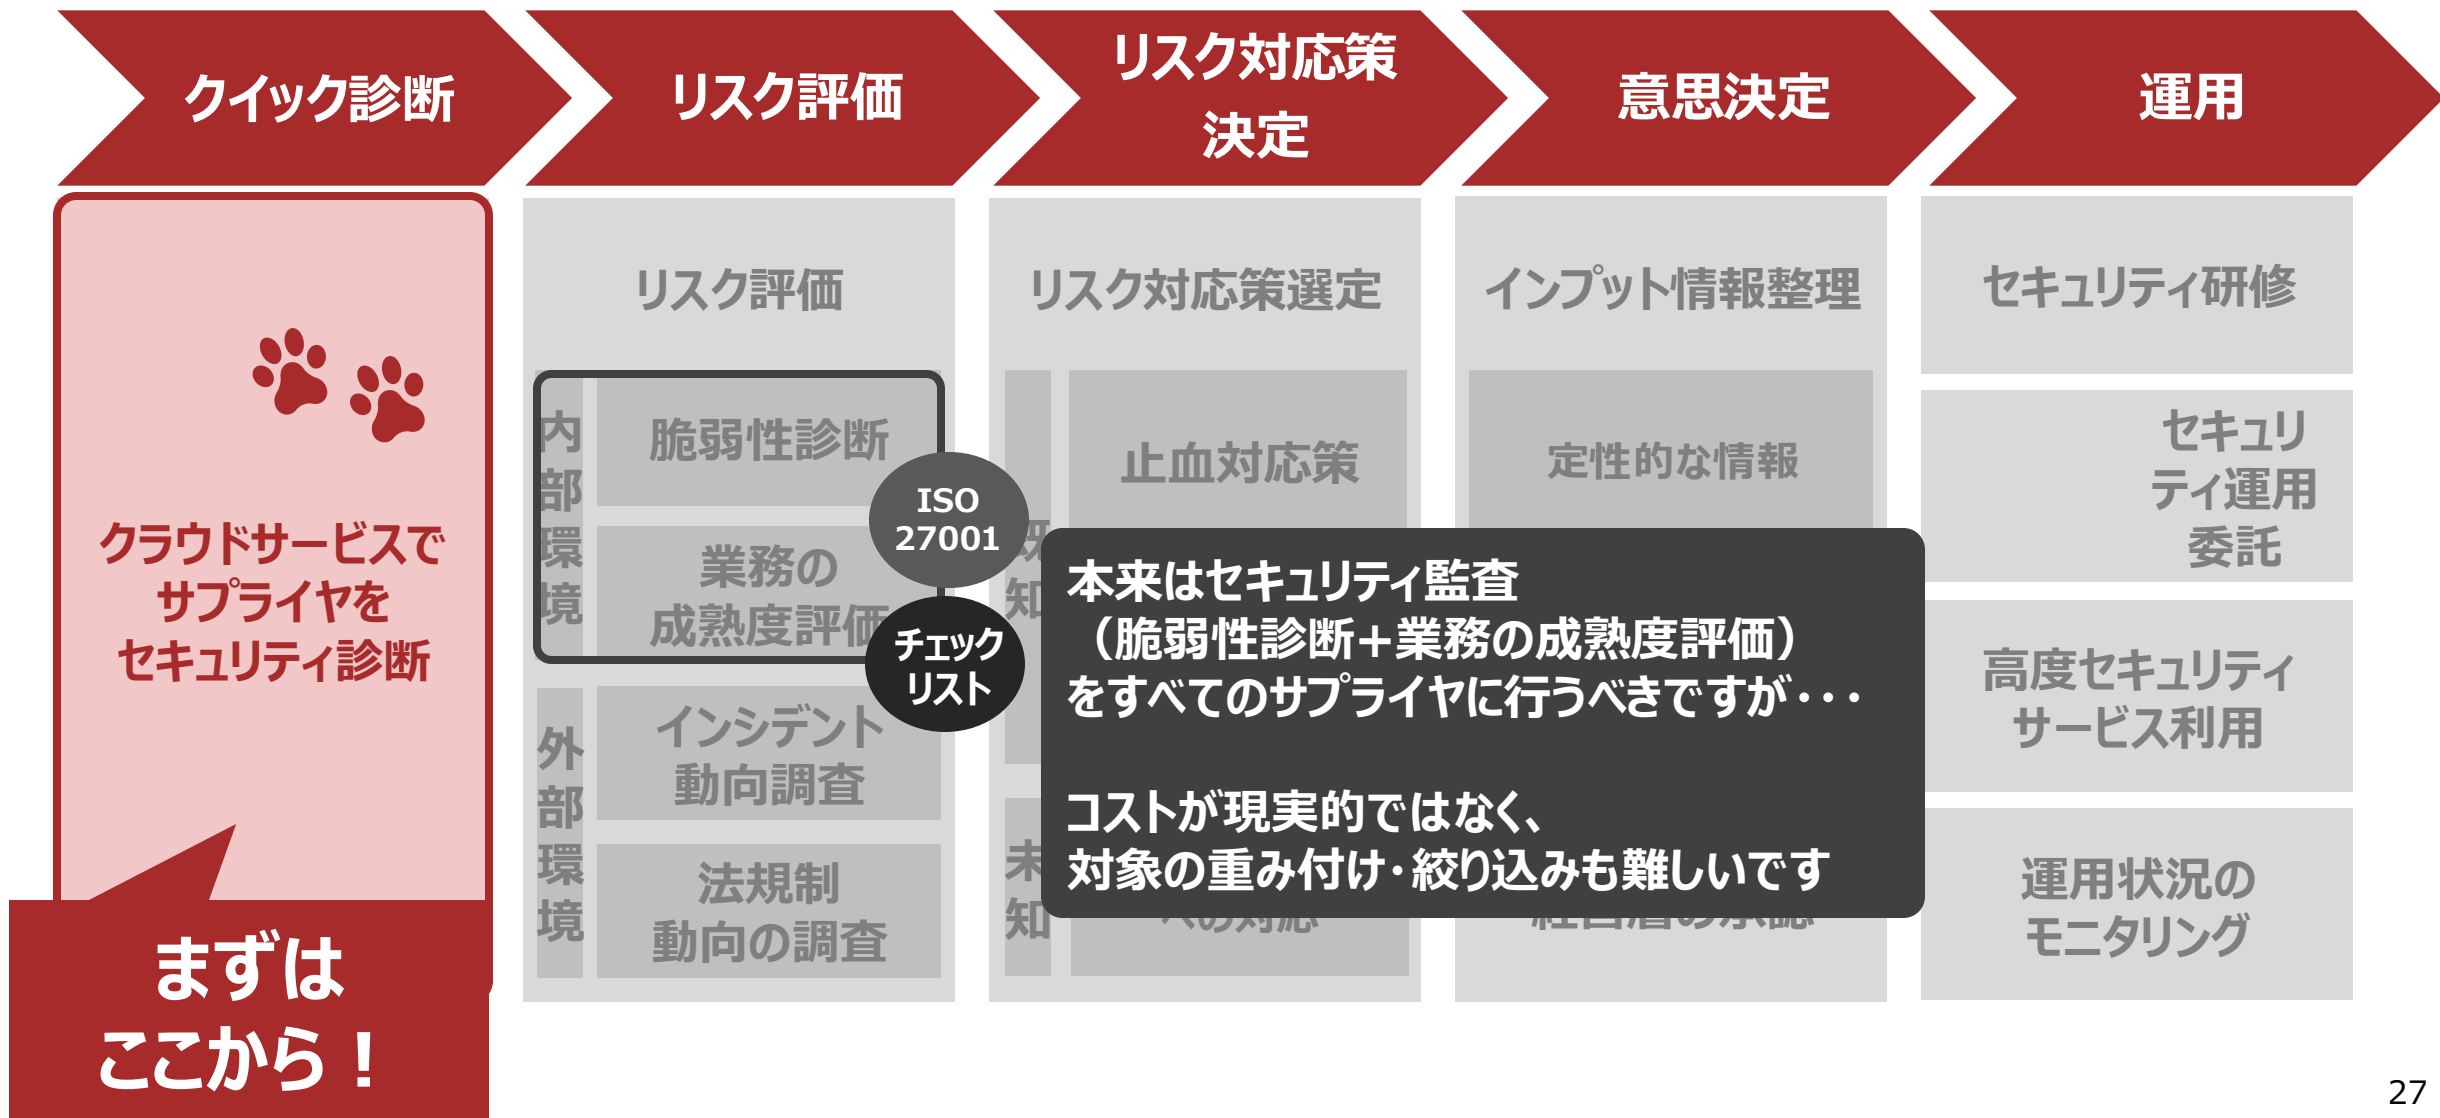 クイック診断
リスク評価
リスク対応策
決定
意思決定
運用
クラウドサービスで
サプライヤを
セキュリティ診断
まずは
ここから！
リスク評価
内
部
環
境
脆弱性診断
業務の
成熟度評価
外
部
環
境
インシデント
動向調査
法規制
動向の調査
ISO
27001
チェック
リスト
リスク対応策選定
既
知
止血対応策
未
知
への対応
インプット情報整理
定性的な情報
経営層の承認
本来はセキュリティ監査
（脆弱性診断+業務の成熟度評価）
をすべてのサプライヤに行うべきですが・・・
コストが現実的ではなく、
対象の重み付け・絞り込みも難しいです
セキュリティ研修
セキュリ
ティ運用
委託
高度セキュリティ
サービス利用
運用状況の
モニタリング
27